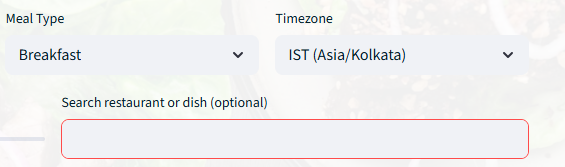 Meal Type
Timezone
Breakfast
IST (Asia/Kolkata)
Search restaurant or dish (optional)